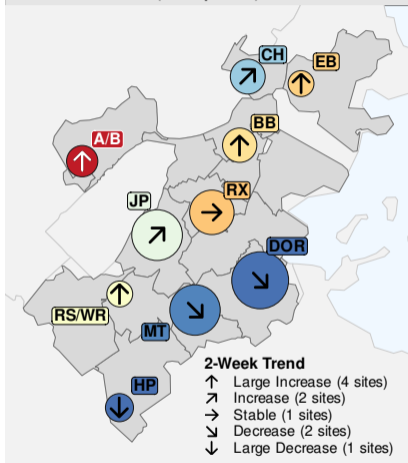 CH
EB
BB
A/B
RX
JP
DOR
RS/WR
MT
HP
2-Week Trend
↑ Large Increase (4 sites)
↗ Increase (2 sites)
→ Stable (1 sites)
↘ Decrease (2 sites)
↓ Large Decrease (1 sites)